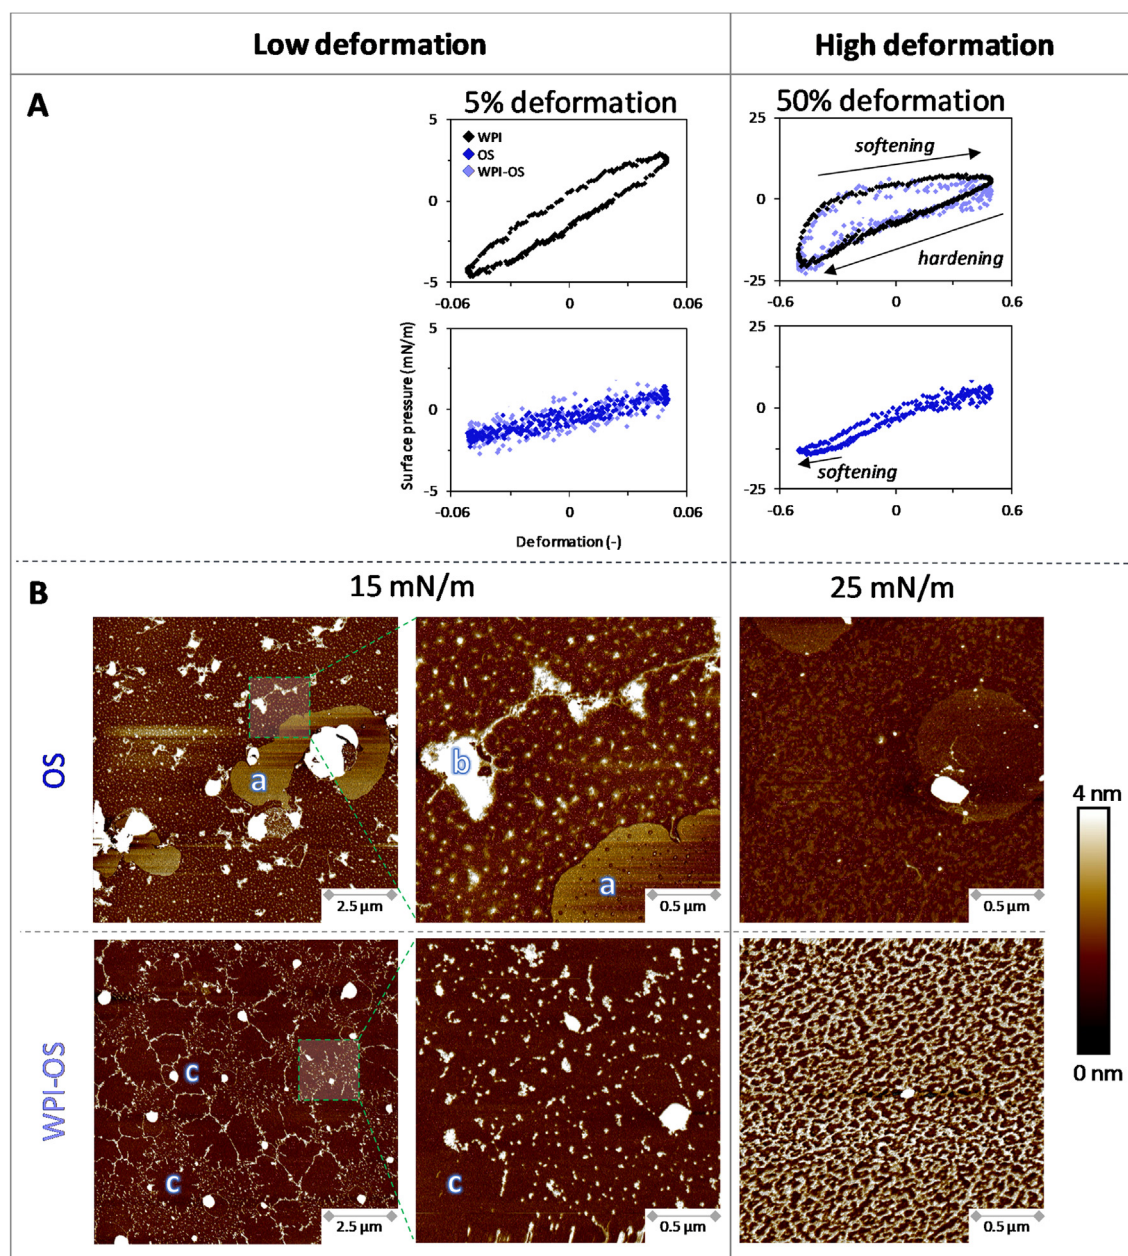 Low deformation
High deformation
A
5% deformation
50% deformation
5
0
-5
-0.06
0
0.06
WPI
OS
WPI-OS
25
0
-25
-0.6
0
0.6
softening
hardening
5
0
-5
-0.06
0
0.06
Surface pressure (mN/m)
Deformation (-)
25
0
-25
-0.6
0
0.6
softening
B
15 mN/m
25 mN/m
OS
a
2.5 µm
b
a
0.5 µm
0.5 µm
4 nm
0 nm
WPI-OS
c
c
2.5 µm
c
0.5 µm
0.5 µm